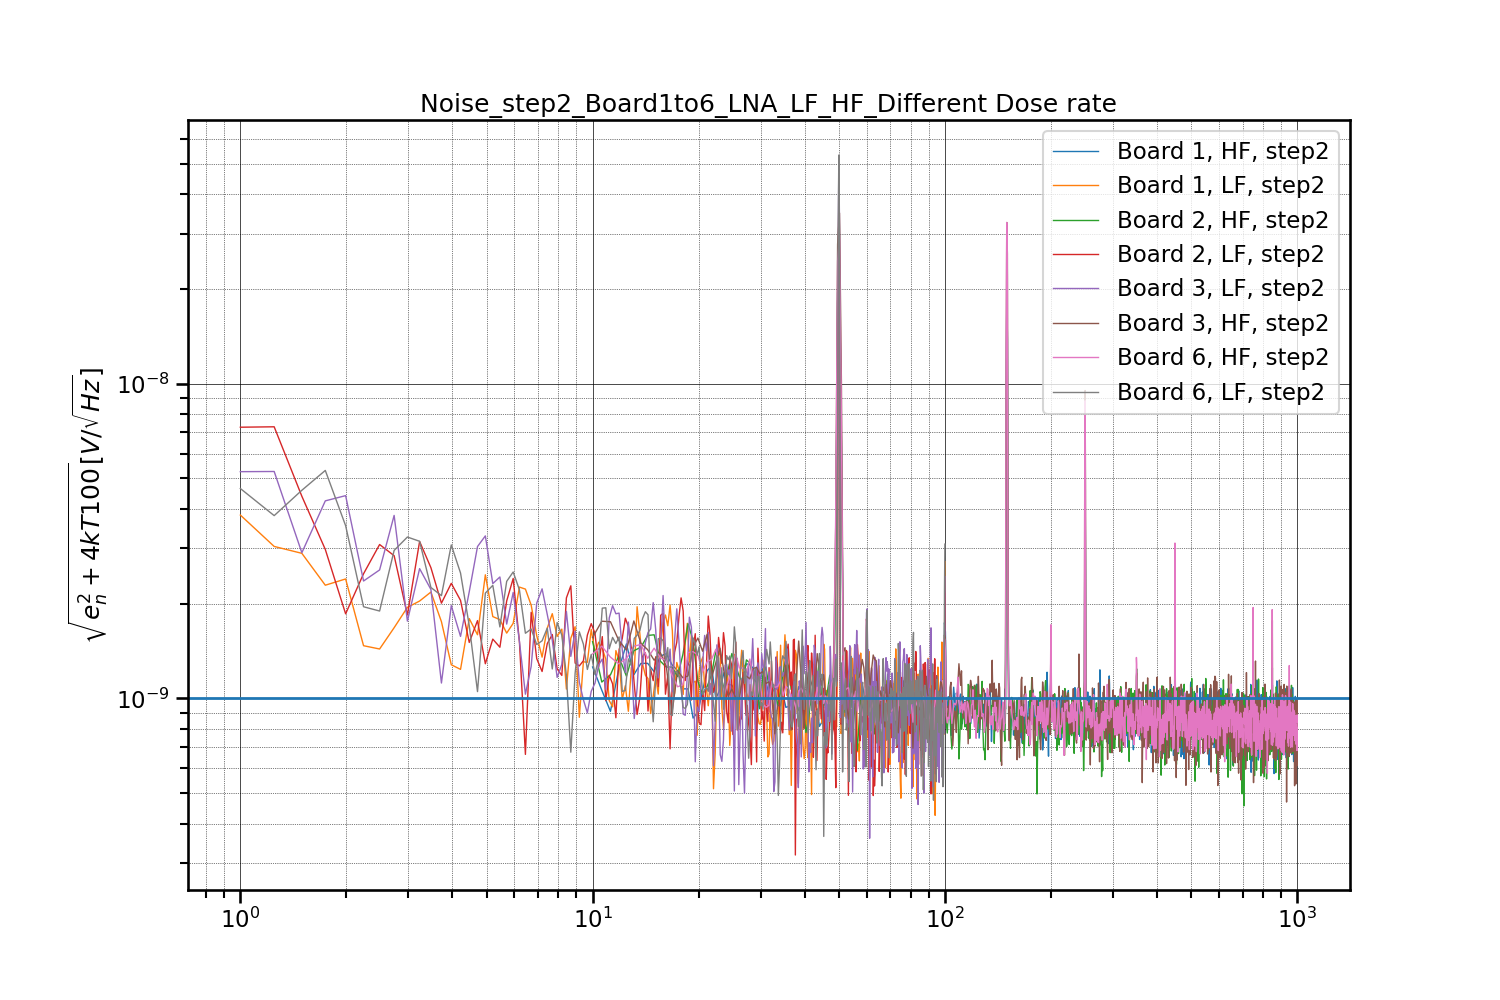 Noise_step2_Board1to6_LNA_LF_HF_Different Dose rate
√e_n^2 + 4kT100 [V/√Hz]
10^−8
10^−9
Board 1, HF, step2
Board 1, LF, step2
Board 2, HF, step2
Board 2, LF, step2
Board 3, LF, step2
Board 3, HF, step2
Board 6, HF, step2
Board 6, LF, step2
10^0 10^1 10^2 10^3